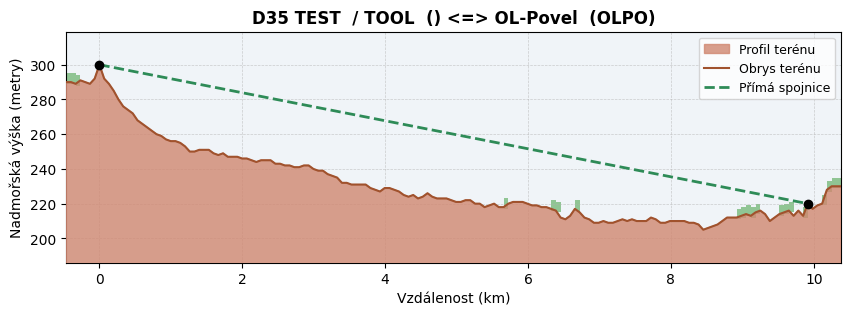 D35 TEST  / TOOL  () <=> OL-Povel  (OLPO)
Nadmořská výška (metry)
300
280
260
240
220
200
Profil terénu
Obrys terénu
Přímá spojnice
0
2
4
6
8
10
Vzdálenost (km)